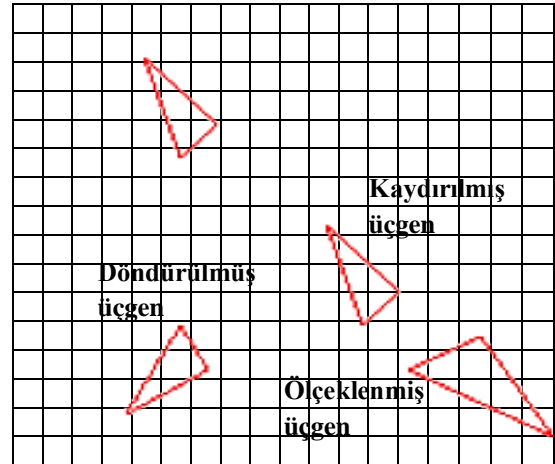 Kaydırılmış
üçgen
Döndürülmüş
üçgen
Ölçeklenmiş
üçgen